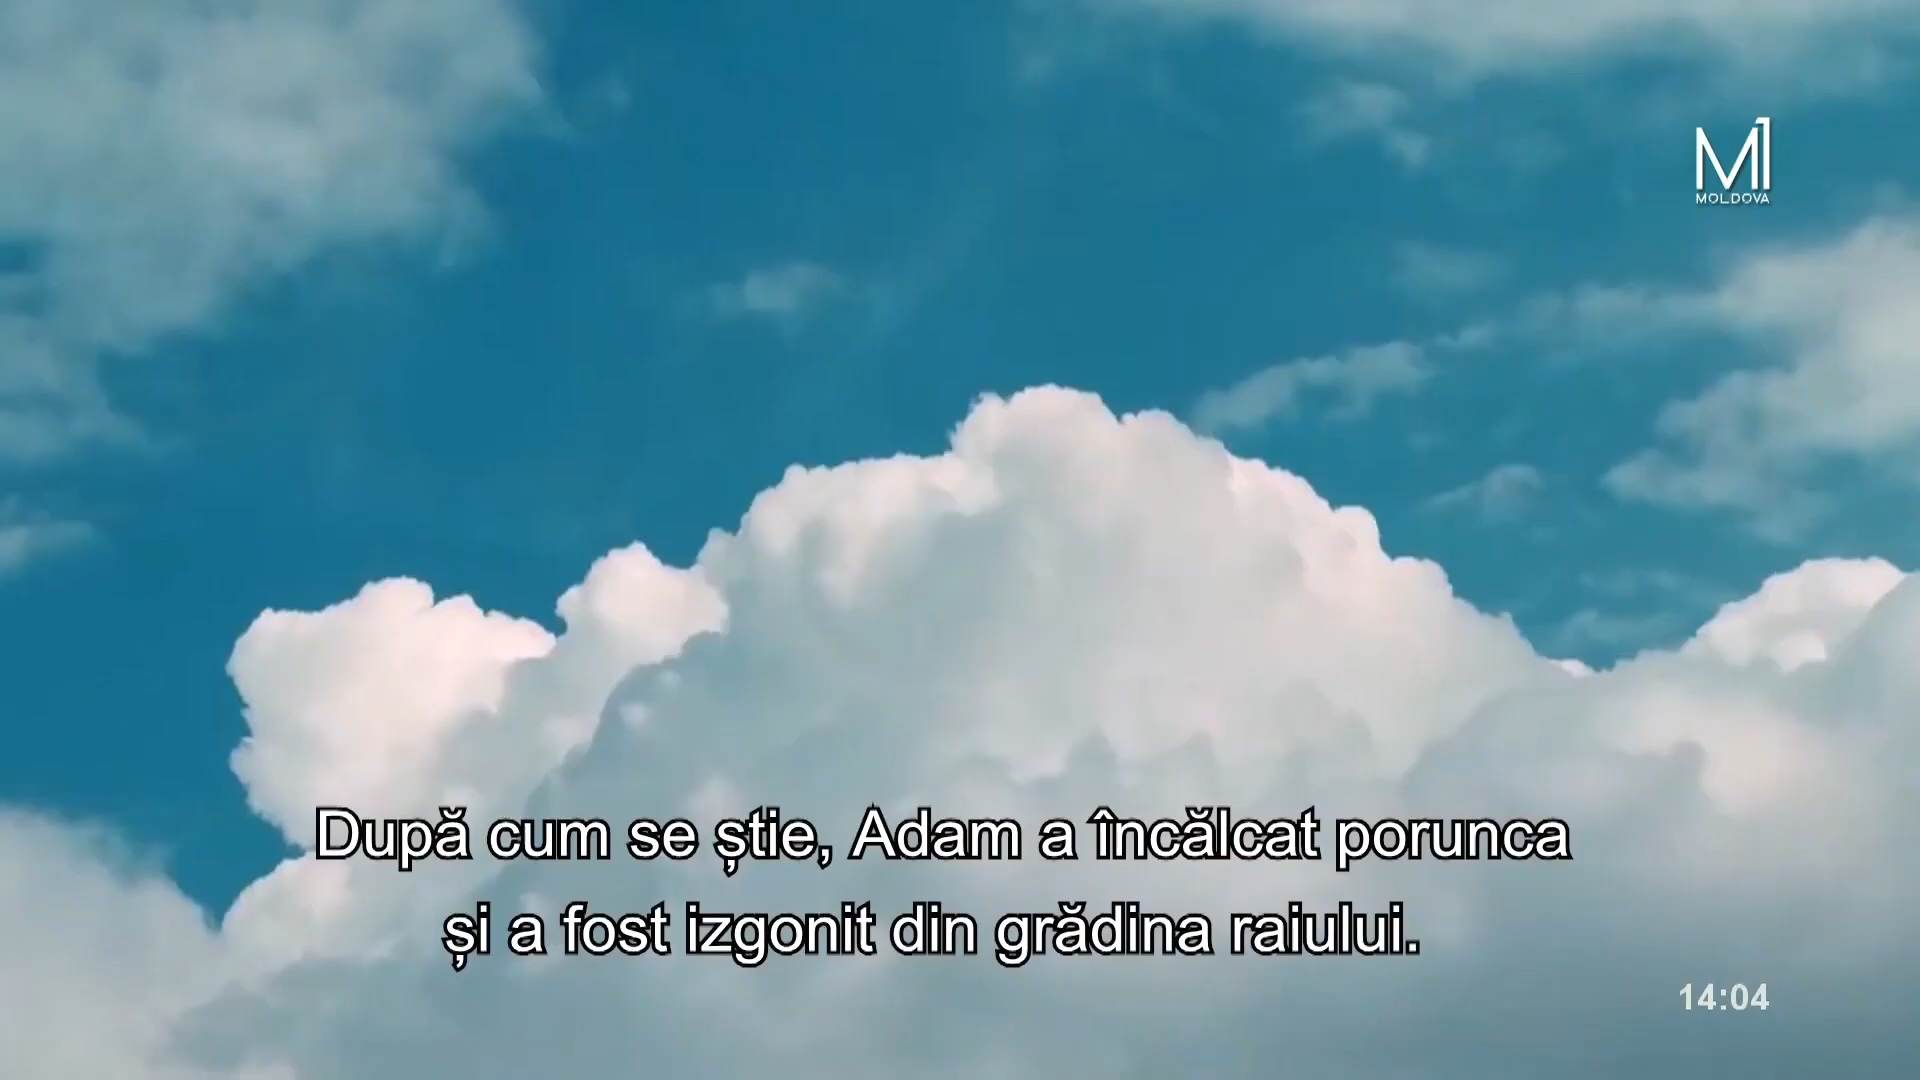 M1
MOLDOVA
După cum se știe, Adam a încălcat porunca
și a fost izgonit din grădina raiului.
14:04